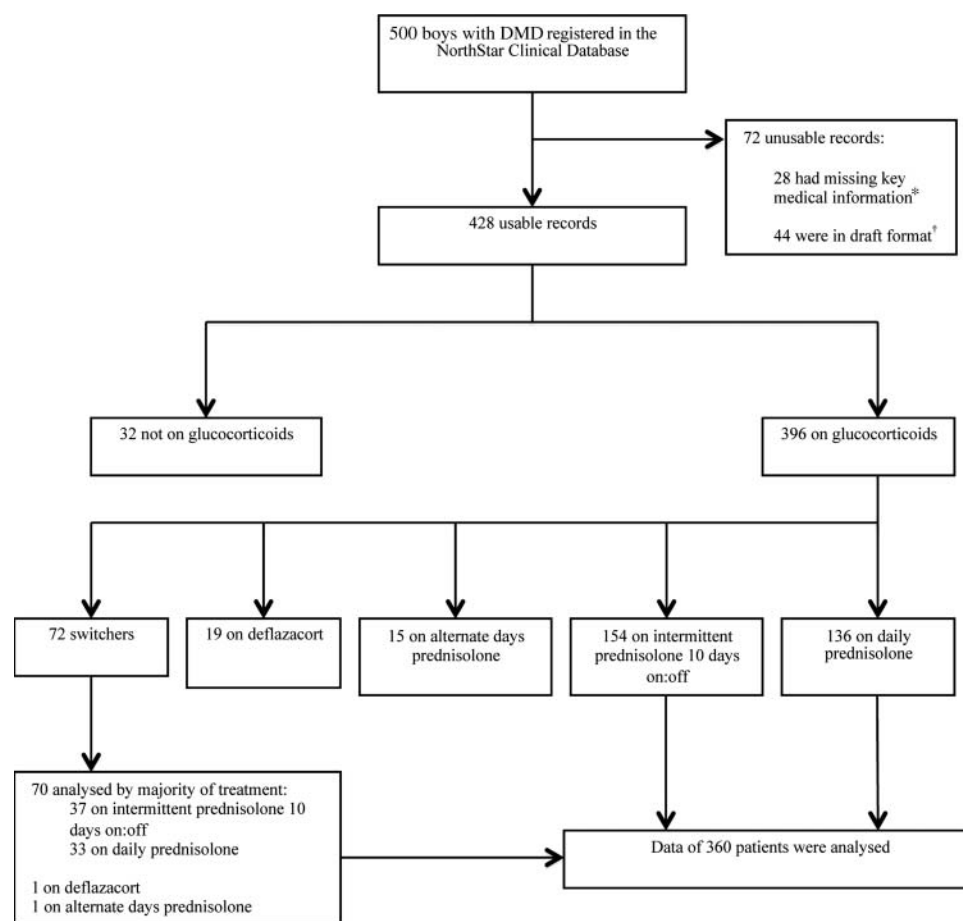 500 boys with DMD registered in the
NorthStar Clinical Database
72 unusable records:
28 had missing key
medical information*
44 were in draft format†
428 usable records
32 not on glucocorticoids
396 on glucocorticoids
72 switchers
19 on deflazacort
15 on alternate days
prednisolone
154 on intermittent
prednisolone 10 days
on:off
136 on daily
prednisolone
70 analysed by majority of treatment:
37 on intermittent prednisolone 10
days on:off
33 on daily prednisolone
1 on deflazacort
1 on alternate days prednisolone
Data of 360 patients were analysed